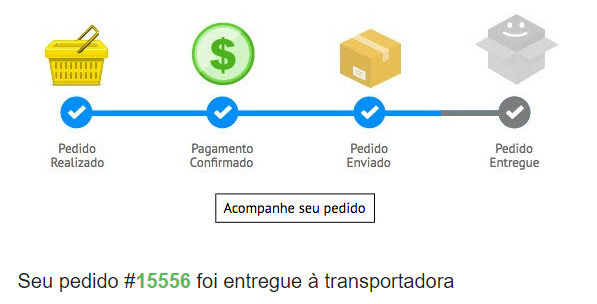 $
Pedido Realizado
Pagamento Confirmado
Pedido Enviado
Pedido Entregue
Acompanhe seu pedido
Seu pedido #15556 foi entregue à transportadora